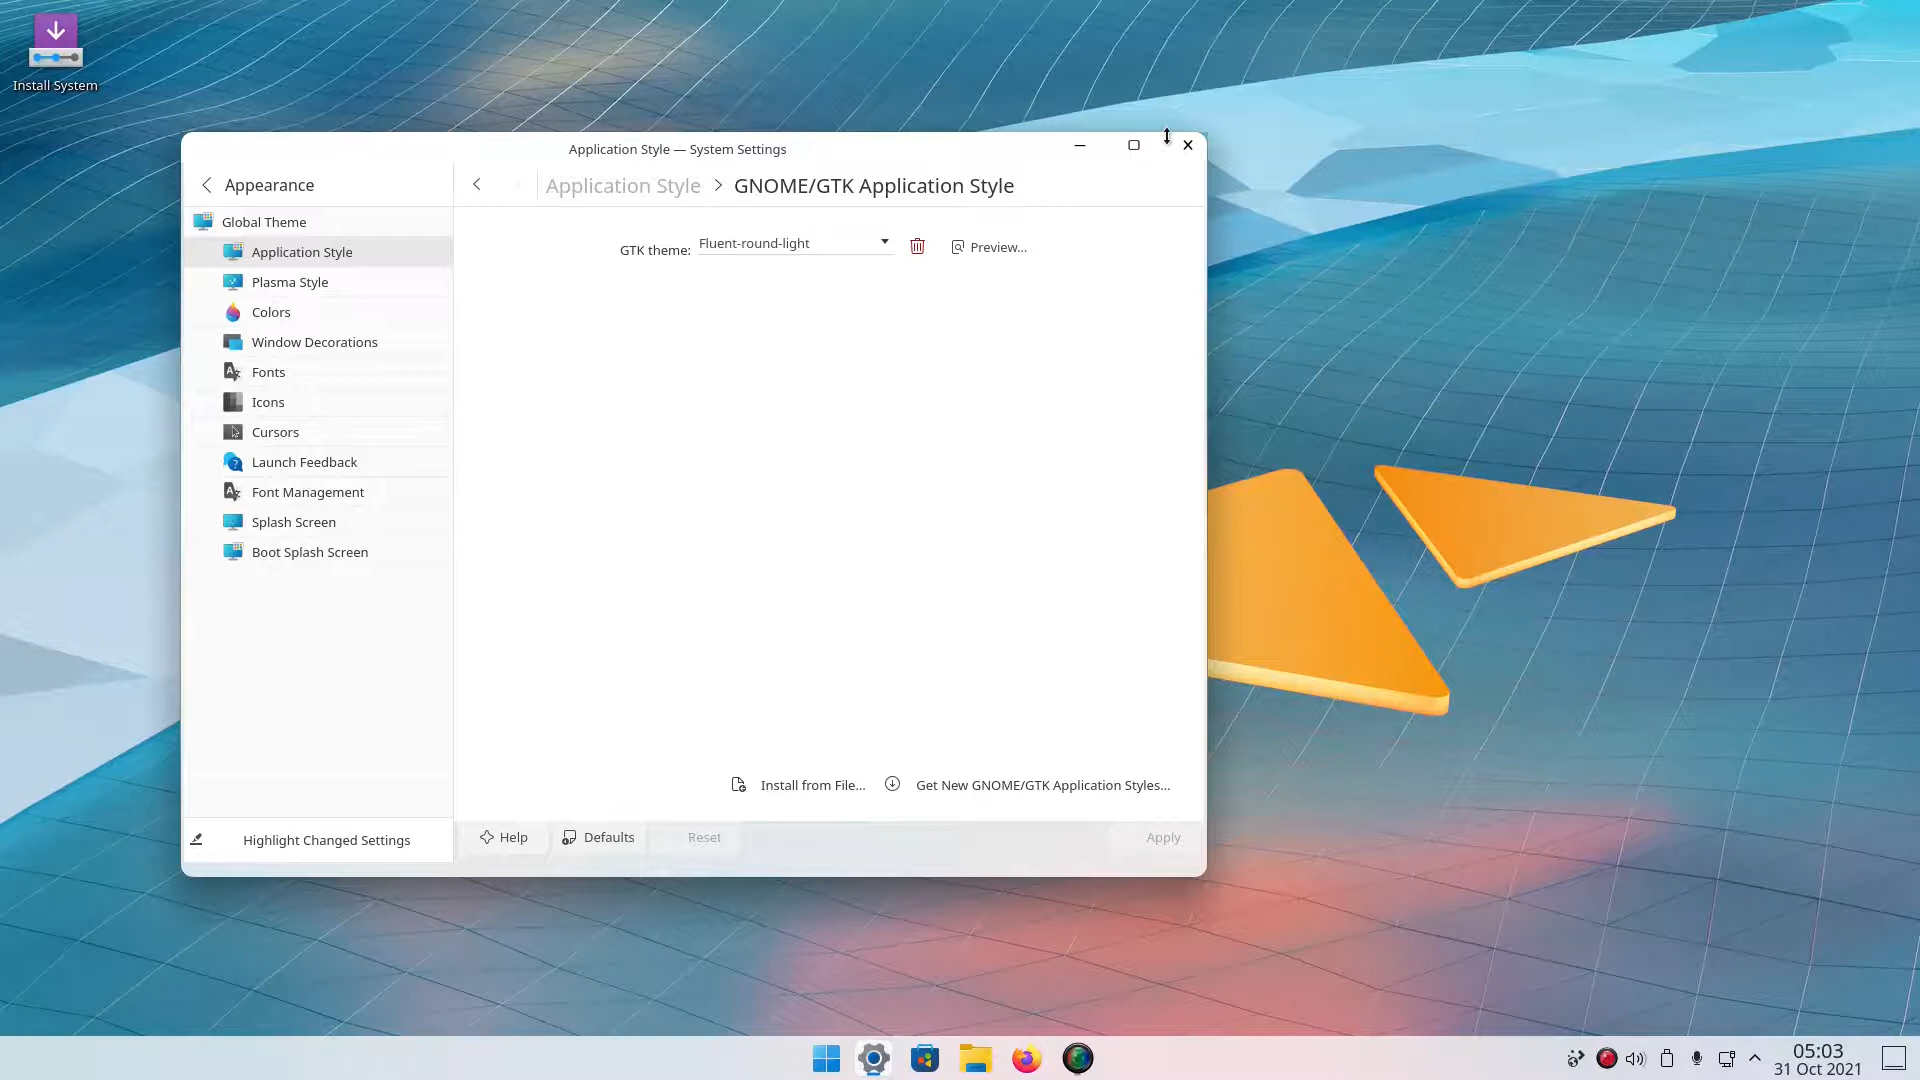 Install System
Application Style — System Settings
Appearance
Application Style > GNOME/GTK Application Style
Global Theme
Application Style
Plasma Style
Colors
Window Decorations
Fonts
Icons
Cursors
Launch Feedback
Font Management
Splash Screen
Boot Splash Screen
GTK theme: Fluent-round-light
Preview...
Install from File...
Get New GNOME/GTK Application Styles...
Highlight Changed Settings
Help
Defaults
Reset
Apply
05:03
31 Oct 2021